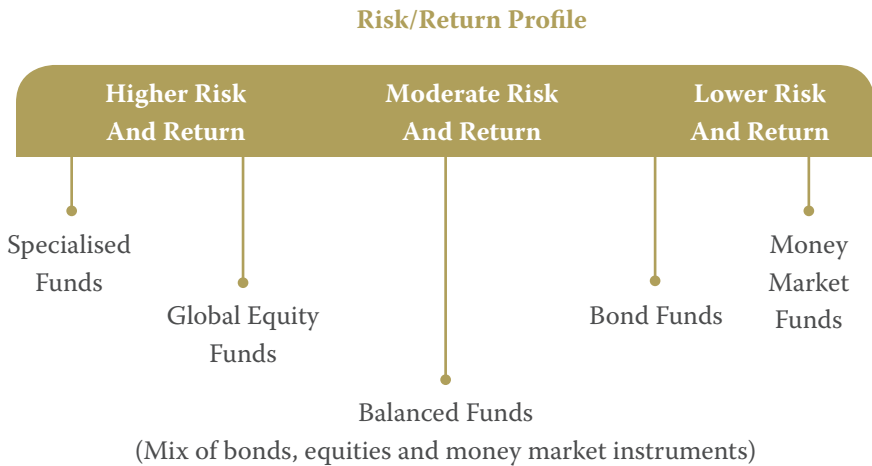 Risk/Return Profile
Higher Risk
And Return
Moderate Risk
And Return
Lower Risk
And Return
Specialised
Funds
Global Equity
Funds
Balanced Funds
(Mix of bonds, equities and money market instruments)
Bond Funds
Money
Market
Funds